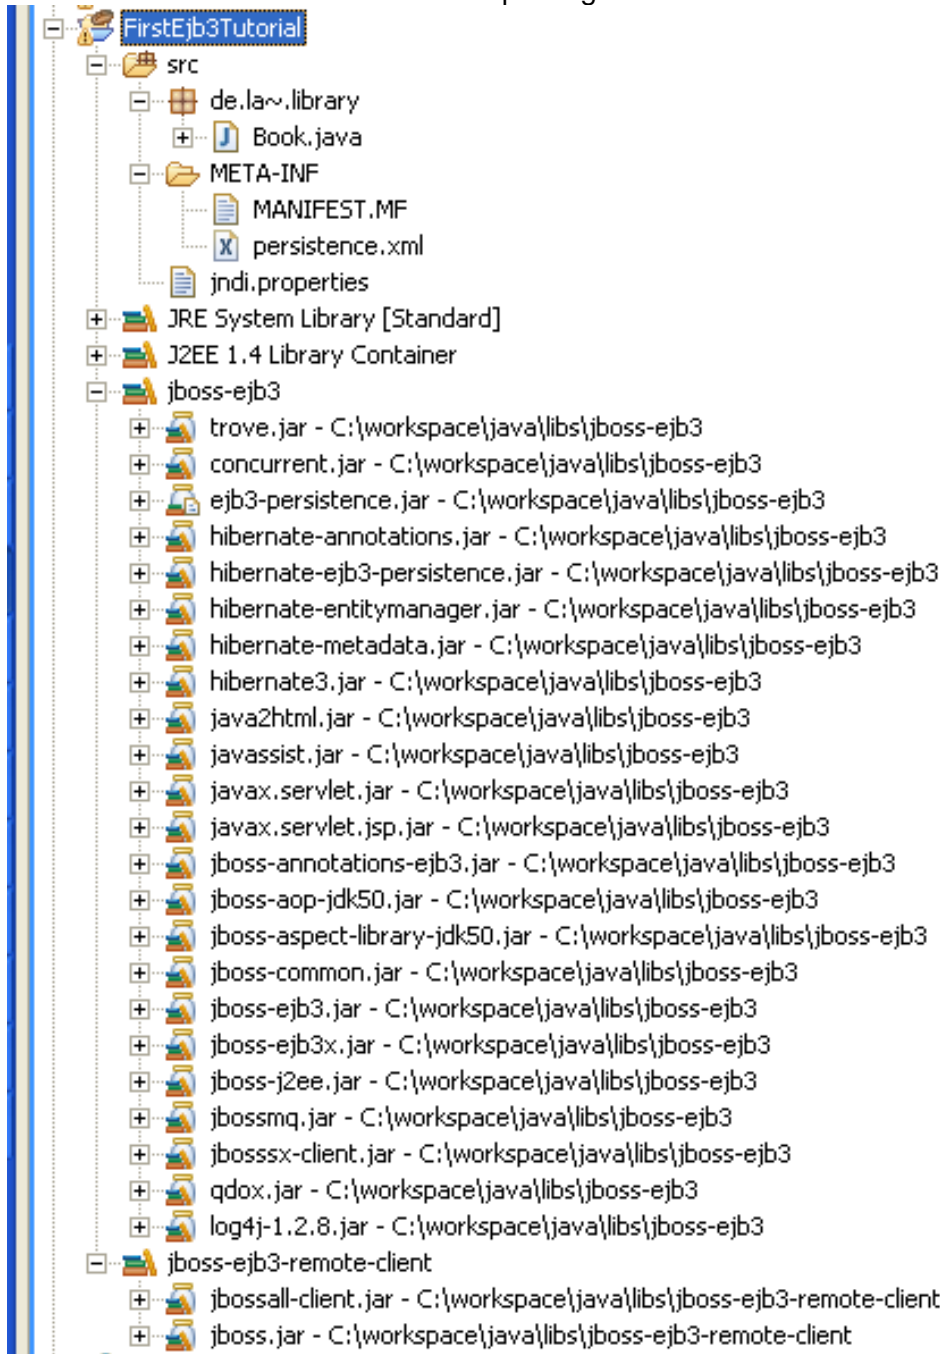 FirstEjb3Tutorial
src
de.la~.library
Book.java
META-INF
MANIFEST.MF
persistence.xml
jndi.properties
JRE System Library [Standard]
J2EE 1.4 Library Container
jboss-ejb3
trove.jar - C:\workspace\java\libs\jboss-ejb3
concurrent.jar - C:\workspace\java\libs\jboss-ejb3
ejb3-persistence.jar - C:\workspace\java\libs\jboss-ejb3
hibernate-annotations.jar - C:\workspace\java\libs\jboss-ejb3
hibernate-ejb3-persistence.jar - C:\workspace\java\libs\jboss-ejb3
hibernate-entitymanager.jar - C:\workspace\java\libs\jboss-ejb3
hibernate-metadata.jar - C:\workspace\java\libs\jboss-ejb3
hibernate3.jar - C:\workspace\java\libs\jboss-ejb3
java2html.jar - C:\workspace\java\libs\jboss-ejb3
javassist.jar - C:\workspace\java\libs\jboss-ejb3
javax.servlet.jar - C:\workspace\java\libs\jboss-ejb3
javax.servlet.jsp.jar - C:\workspace\java\libs\jboss-ejb3
jboss-annotations-ejb3.jar - C:\workspace\java\libs\jboss-ejb3
jboss-aop-jdk50.jar - C:\workspace\java\libs\jboss-ejb3
jboss-aspect-library-jdk50.jar - C:\workspace\java\libs\jboss-ejb3
jboss-common.jar - C:\workspace\java\libs\jboss-ejb3
jboss-ejb3.jar - C:\workspace\java\libs\jboss-ejb3
jboss-ejb3x.jar - C:\workspace\java\libs\jboss-ejb3
jboss-j2ee.jar - C:\workspace\java\libs\jboss-ejb3
jbossmq.jar - C:\workspace\java\libs\jboss-ejb3
jbosssx-client.jar - C:\workspace\java\libs\jboss-ejb3
qdox.jar - C:\workspace\java\libs\jboss-ejb3
log4j-1.2.8.jar - C:\workspace\java\libs\jboss-ejb3
jboss-ejb3-remote-client
jbossall-client.jar - C:\workspace\java\libs\jboss-ejb3-remote-client
jboss.jar - C:\workspace\java\libs\jboss-ejb3-remote-client